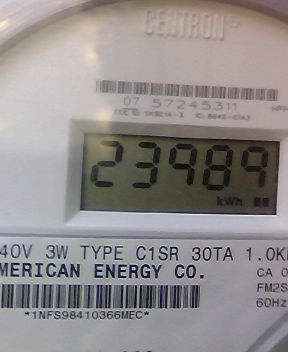 CENTRON®
07 57245311
23989
kWh
40V 3W TYPE C1SR 30TA 1.0K
MERICAN ENERGY CO.
CA 0
FM2S
60Hz
*1NFS98410366MEC*